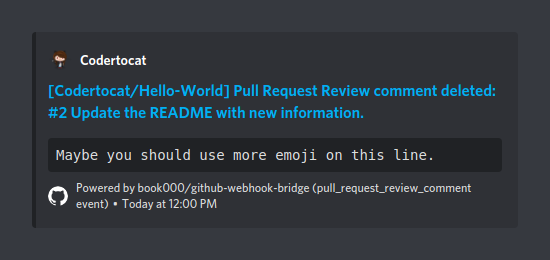 Codertocat
[Codertocat/Hello-World] Pull Request Review comment deleted:
#2 Update the README with new information.
Maybe you should use more emoji on this line.
Powered by book000/github-webhook-bridge (pull_request_review_comment
event) • Today at 12:00 PM